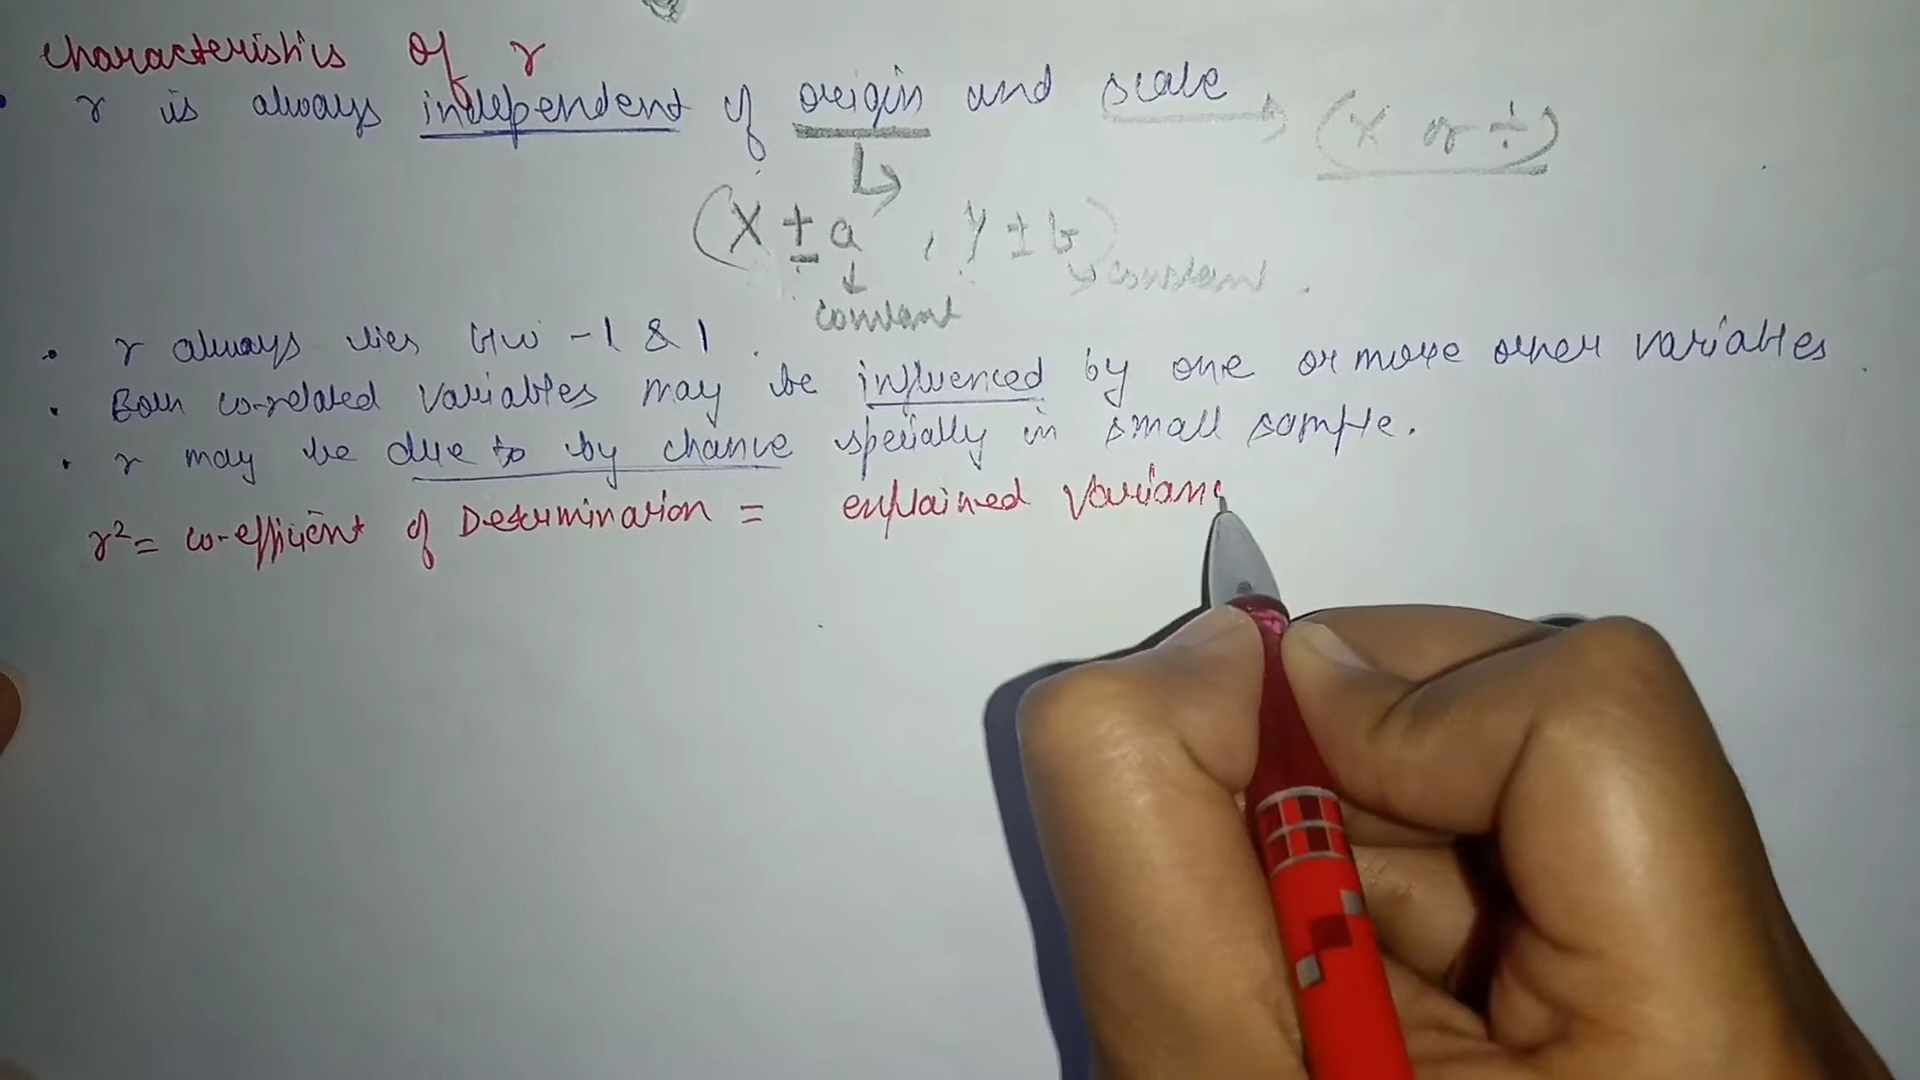 characteristics of r
• r is always independent of origin and scale → (× or ÷)
(X ± a , Y ± b)
constant
constant .
• r always lies btw -1 & 1 .
• Both co-related variables may be influenced by one or more other variables .
• r may be due to by chance specially in small sample.
r² = co-efficient of Determination = explained Varianc